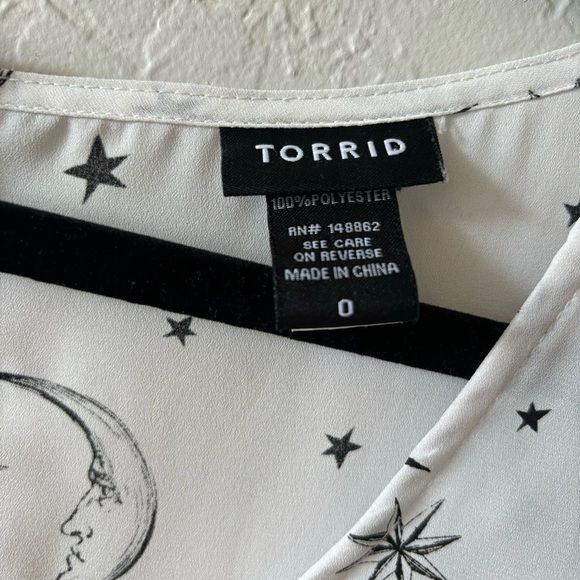 TORRID
100%POLYESTER
RN# 148862
SEE CARE
ON REVERSE
MADE IN CHINA
0